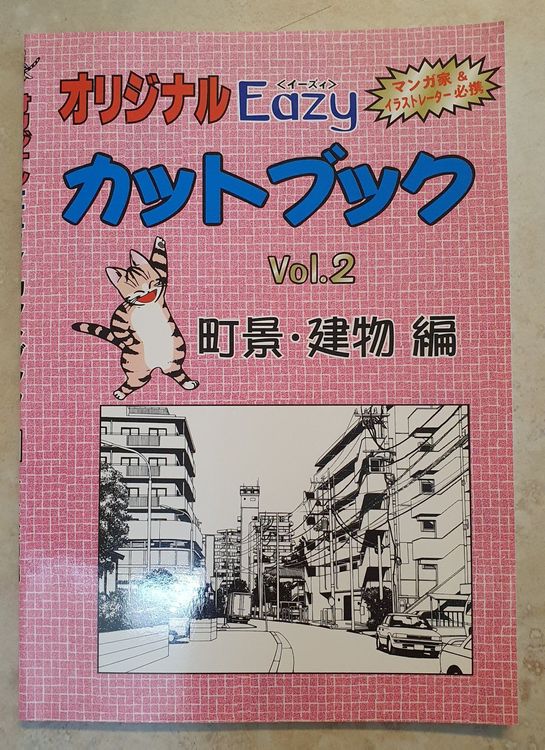 オリジナル Eazy
<イーズィ>
マンガ家 &
イラストレーター 必携
カットブック
Vol.2
町景・建物 編